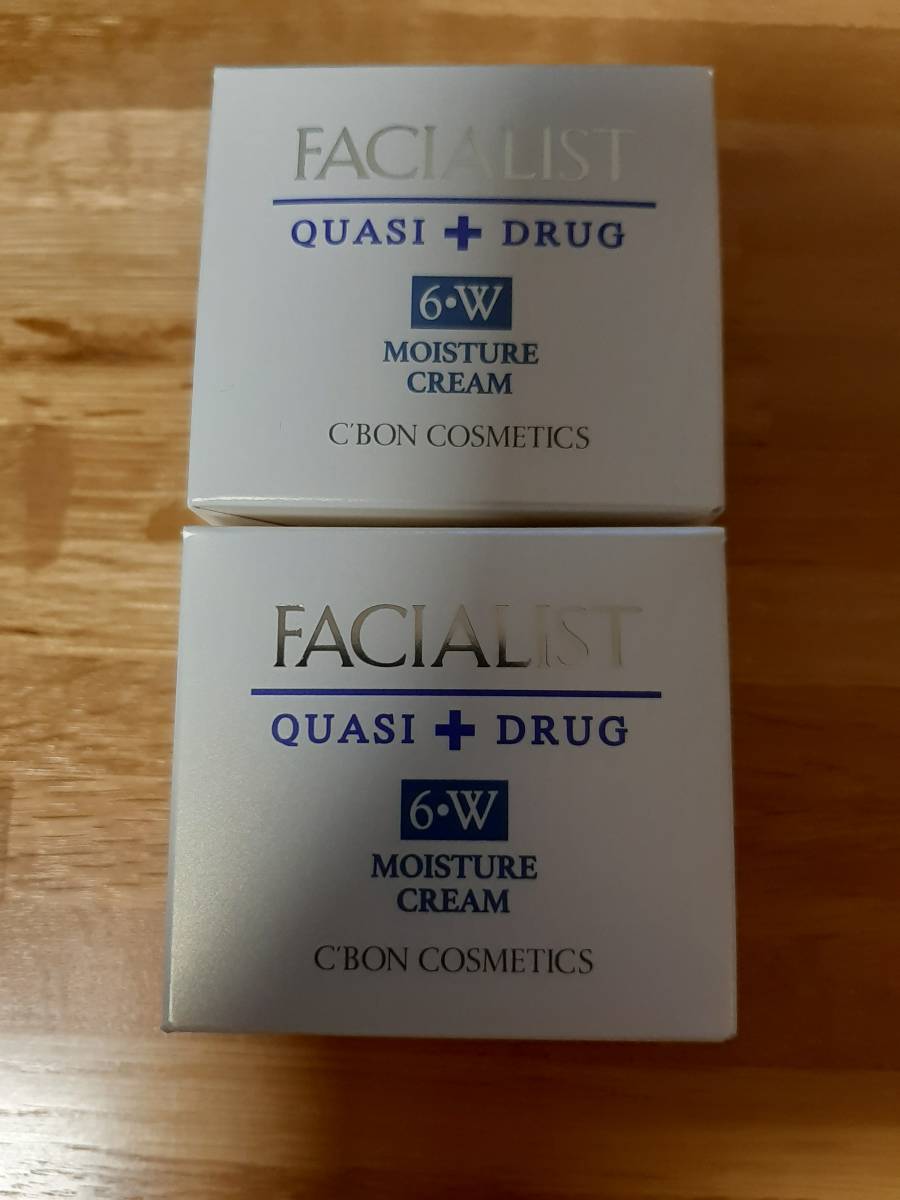 FACIALIST
QUASI + DRUG
6•W
MOISTURE
CREAM
C'BON COSMETICS
FACIALIST
QUASI + DRUG
6•W
MOISTURE
CREAM
C'BON COSMETICS